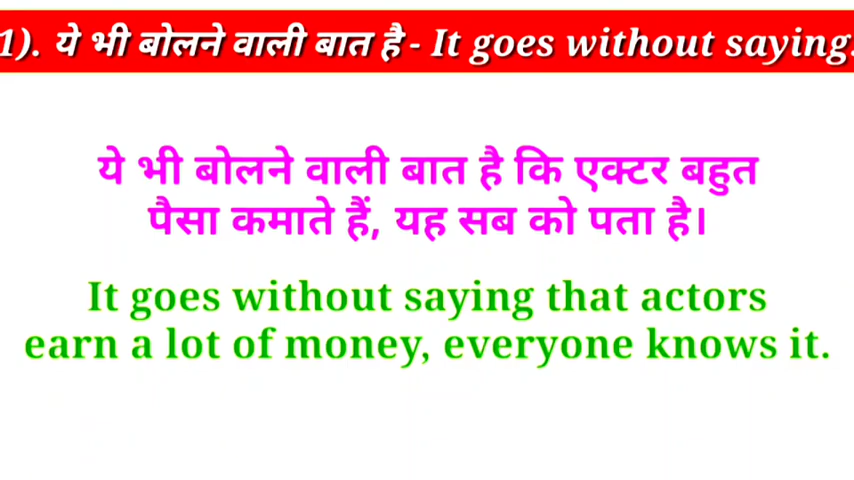 1). ये भी बोलने वाली बात है - It goes without saying.
ये भी बोलने वाली बात है कि एक्टर बहुत
पैसा कमाते हैं, यह सब को पता है।
It goes without saying that actors
earn a lot of money, everyone knows it.